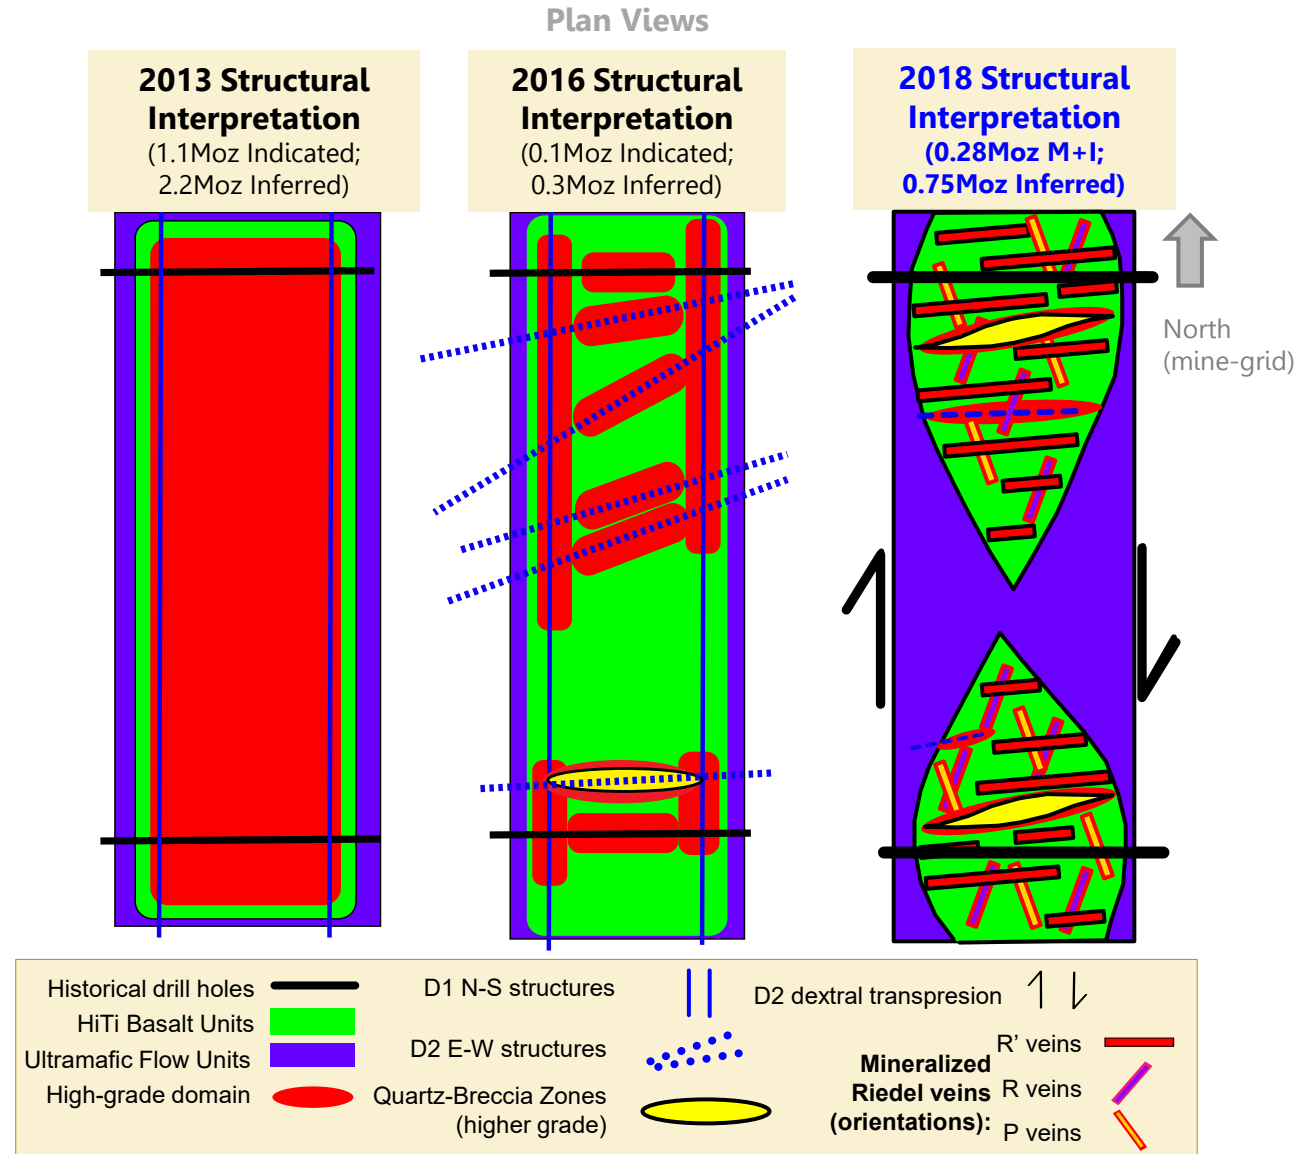 Plan Views
2013 Structural
Interpretation
(1.1Moz Indicated;
2.2Moz Inferred)
2016 Structural
Interpretation
(0.1Moz Indicated;
0.3Moz Inferred)
2018 Structural
Interpretation
(0.28Moz M+I;
0.75Moz Inferred)
North
(mine-grid)
Historical drill holes
HiTi Basalt Units
Ultramafic Flow Units
High-grade domain
D1 N-S structures
D2 E-W structures
Quartz-Breccia Zones
(higher grade)
D2 dextral transpresion
Mineralized
Riedel veins
(orientations):
R' veins
R veins
P veins